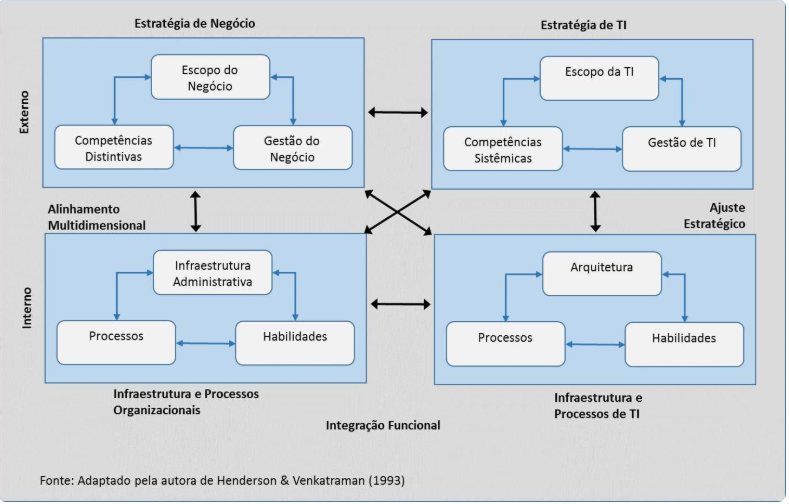 Estratégia de Negócio
Estratégia de TI
Externo
Escopo do
Negócio
Competências
Distintivas
Gestão do
Negócio
Escopo da TI
Competências
Sistêmicas
Gestão de TI
Alinhamento
Multidimensional
Ajuste
Estratégico
Interno
Infraestrutura
Administrativa
Processos
Habilidades
Arquitetura
Processos
Habilidades
Infraestrutura e Processos
Organizacionais
Infraestrutura e
Processos de TI
Integração Funcional
Fonte: Adaptado pela autora de Henderson & Venkatraman (1993)